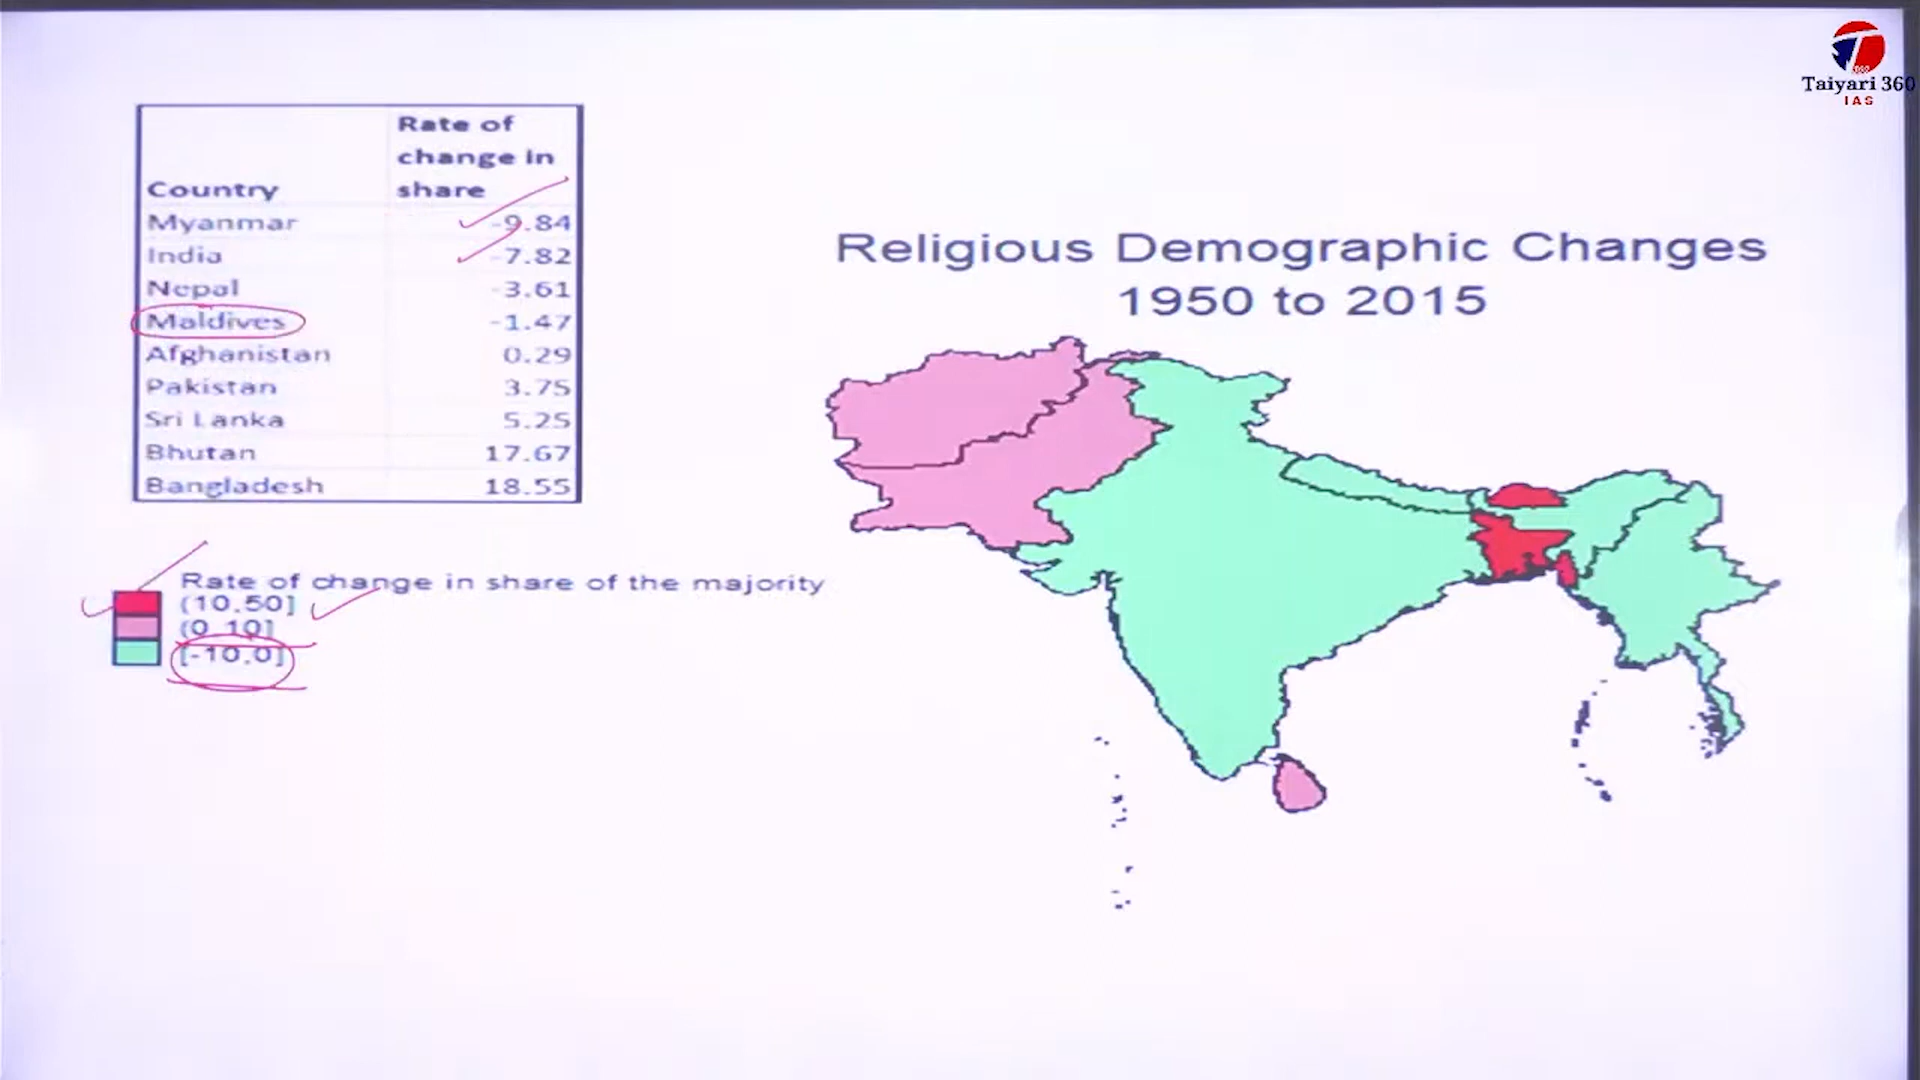 Taiyari 360
IAS
Country Rate of change in share
Myanmar -9.84
India -7.82
Nepal -3.61
Maldives -1.47
Afghanistan 0.29
Pakistan 3.75
Sri Lanka 5.25
Bhutan 17.67
Bangladesh 18.55
Religious Demographic Changes
1950 to 2015
Rate of change in share of the majority
(10,50]
(0,10]
[-10,0]